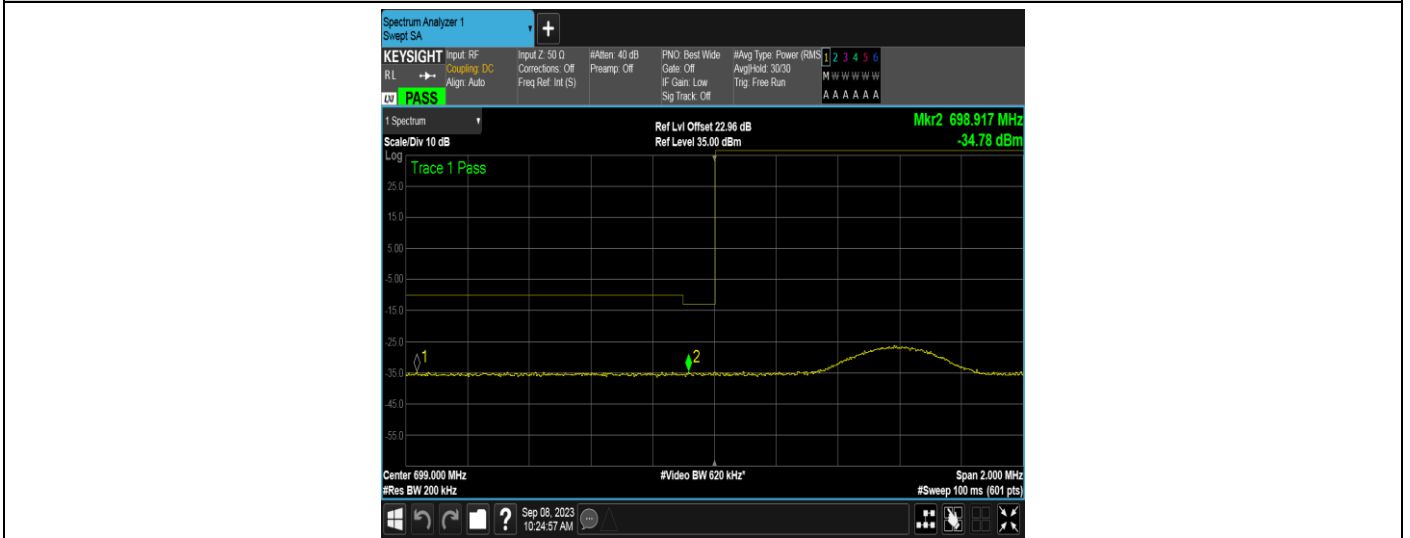 Spectrum Analyzer 1
Swept SA
+
KEYSIGHT
RL
LXI PASS
Input: RF
Coupling: DC
Align: Auto
Input Z: 50 Ω
Corrections: Off
Freq Ref: Int (S)
#Atten: 40 dB
Preamp: Off
PNO: Best Wide
Gate: Off
IF Gain: Low
Sig Track: Off
#Avg Type: Power (RMS
Avg|Hold: 30/30
Trig: Free Run
1 2 3 4 5 6
M W W W W W
A A A A A A
1 Spectrum
Scale/Div 10 dB
Ref Lvl Offset 22.96 dB
Ref Level 35.00 dBm
Mkr2 698.917 MHz
-34.78 dBm
Log
Trace 1 Pass
25.0
15.0
5.00
-5.00
-15.0
-25.0
1
2
-35.0
-45.0
-55.0
Center 699.000 MHz
#Video BW 620 kHz*
Span 2.000 MHz
#Res BW 200 kHz
#Sweep 100 ms (601 pts)
?
Sep 08, 2023
10:24:57 AM